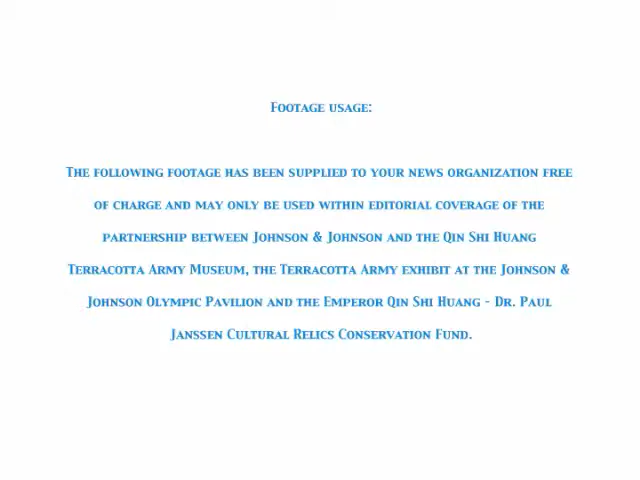 Footage usage:
The following footage has been supplied to your news organization free
of charge and may only be used within editorial coverage of the
partnership between Johnson & Johnson and the Qin Shi Huang
Terracotta Army Museum, the Terracotta Army exhibit at the Johnson &
Johnson Olympic Pavilion and the Emperor Qin Shi Huang - Dr. Paul
Janssen Cultural Relics Conservation Fund.